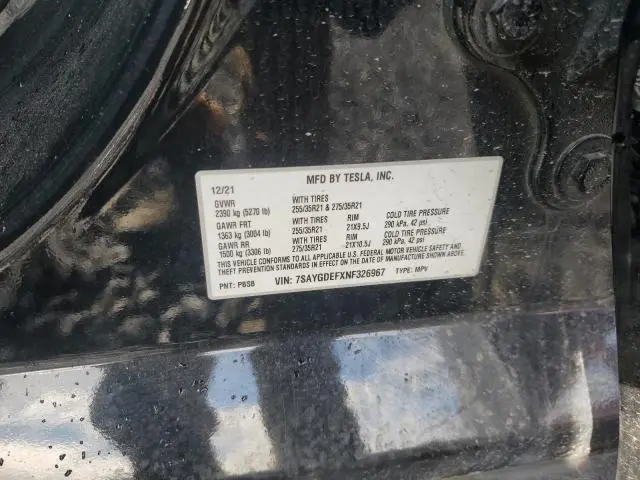 MFD BY TESLA, INC.
12/21
GVWR WITH TIRES
2390 kg (5270 lb) 255/35R21 & 275/35R21
GAWR FRT WITH TIRES RIM COLD TIRE PRESSURE
1363 kg (3004 lb) 255/35R21 21X9.5J 290 kPa, 42 psi
GAWR RR WITH TIRES RIM COLD TIRE PRESSURE
1500 kg (3306 lb) 275/35R21 21X10.5J 290 kPa, 42 psi
THIS VEHICLE CONFORMS TO ALL APPLICABLE U.S. FEDERAL MOTOR VEHICLE SAFETY AND
THEFT PREVENTION STANDARDS IN EFFECT ON THE DATE OF MANUFACTURE SHOWN ABOVE.
PNT: PBSB VIN: 7SAYGDEFXNF326967 TYPE: MPV